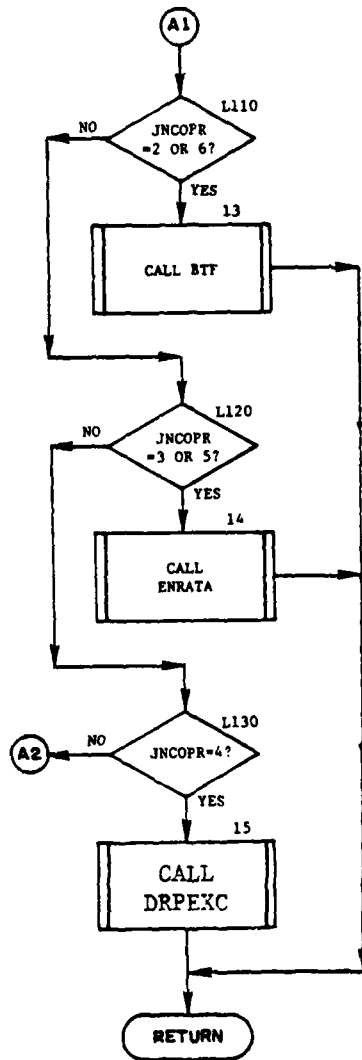 A1
L110
NO
JNCOPR
=2 OR 6?
YES
13
CALL BTF
L120
NO
JNCOPR
=3 OR 5?
YES
14
CALL
ENRATA
L130
A2
NO
JNCOPR=4?
YES
15
CALL
DRPEXC
RETURN